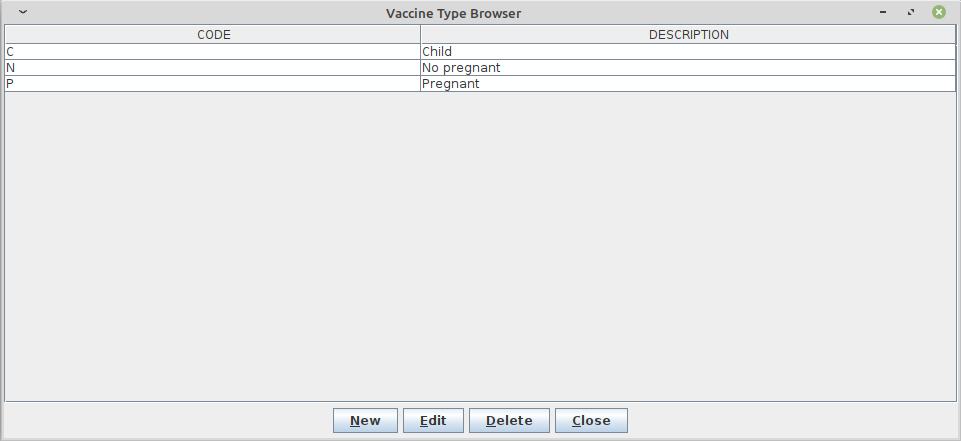 Vaccine Type Browser
CODE DESCRIPTION
C Child
N No pregnant
P Pregnant
New Edit Delete Close